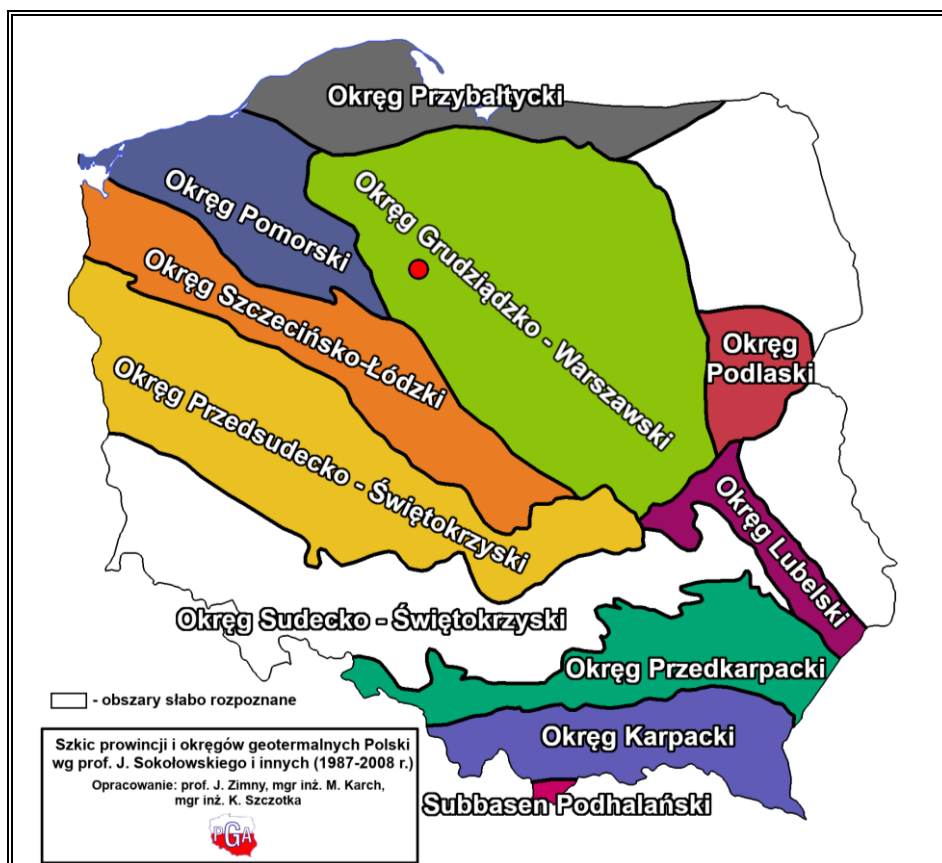 Okręg Przybałtycki
Okręg Pomorski
Okręg Grudziądzko - Warszawski
Okręg Szczecińsko-Łódzki
Okręg
Podlaski
Okręg Przedsudecko - Świętokrzyski
Okręg Lubelski
Okręg Sudecko - Świętokrzyski
Okręg Przedkarpacki
- obszary słabo rozpoznane
Okręg Karpacki
Subbasen Podhalański
Szkic prowincji i okręgów geotermalnych Polski
wg prof. J. Sokołowskiego i innych (1987-2008 r.)
Opracowanie: prof. J. Zimny, mgr inż. M. Karch,
mgr inż. K. Szczotka
PGA